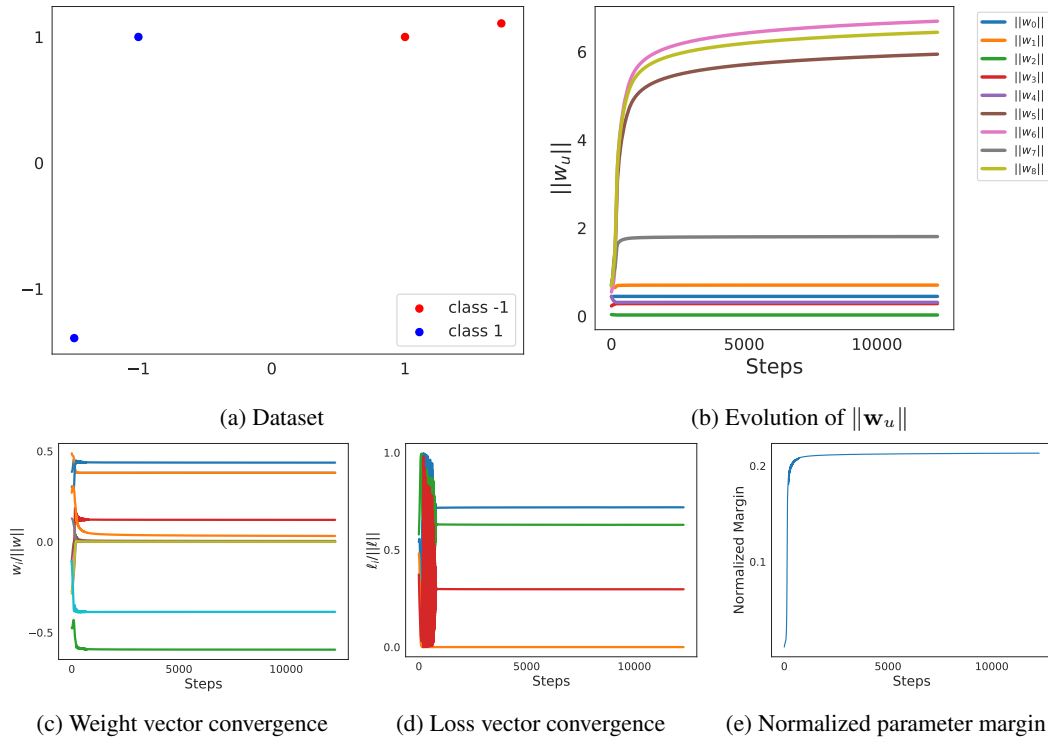 1
0
−1
−1
0
1
class -1
class 1
(a) Dataset
||w_u||
6
4
2
0
0
5000
10000
Steps
||w₀||
||w₁||
||w₂||
||w₃||
||w₄||
||w₅||
||w₆||
||w₇||
||w₈||
(b) Evolution of ‖w_u‖
w_i/||w||
0.5
0.0
−0.5
0
5000
10000
Steps
(c) Weight vector convergence
ℓ_i/||ℓ||
1.0
0.5
0.0
0
5000
10000
Steps
(d) Loss vector convergence
Normalized Margin
0.2
0.1
0
5000
10000
Steps
(e) Normalized parameter margin